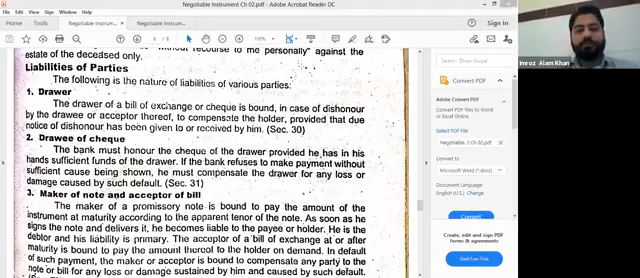 Negotiable Instrument Ch 02.pdf - Adobe Acrobat Reader DC
File Edit View Sign Window Help
Home Tools Negotiable Instrum... Negotiable Instrum... Sign In
estate of the deceased only.
Liabilities of Parties
The following is the nature of liabilities of various parties:
1. Drawer
The drawer of a bill of exchange or cheque is bound, in case of dishonour
by the drawee or acceptor thereof, to compensate the holder, provided that due
notice of dishonour has been given to or received by him. (Sec. 30)
2. Drawee of cheque
The bank must honour the cheque of the drawer provided he has in his
hands sufficient funds of the drawer. If the bank refuses to make payment without
sufficient cause being shown, he must compensate the drawer for any loss or
damage caused by such default. (Sec. 31)
3. Maker of note and acceptor of bill
The maker of a promissory note is bound to pay the amount of the
instrument at maturity according to the apparent tenor of the note. As soon as he
signs the note and delivers it, he becomes liable to the payee or holder. He is the
debtor and his liability is primary. The acceptor of a bill of exchange at or after
maturity is bound to pay the amount thereof to the holder on demand. In default
of such payment, the maker or acceptor is bound to compensate any party to the
note or bill for any loss or damage sustained by him and caused by such default.
Imroz Alam Khan
Convert PDF
Adobe Convert PDF
Convert PDF Files to Word
or Excel Online
Select PDF File
Negotiable... t Ch 02.pdf
Convert to
Microsoft Word (*.docx)
Document Language:
English (U.S.) Change
Convert
Create, edit and sign PDF
forms & agreements
Start Free Trial